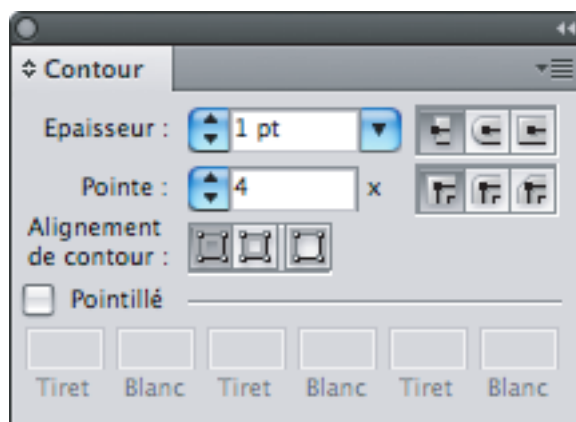 Contour
Epaisseur : 1 pt
Pointe : 4 x
Alignement
de contour :
Pointillé
Tiret Blanc Tiret Blanc Tiret Blanc